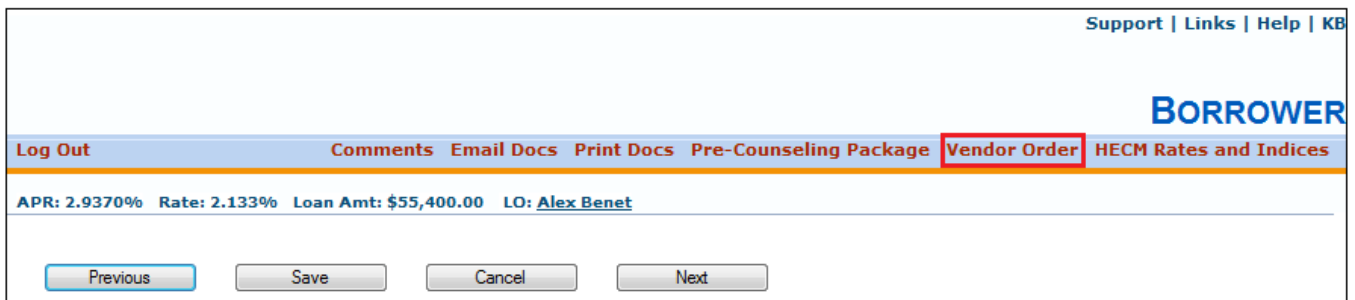 Support | Links | Help | KB
BORROWER
Log Out Comments Email Docs Print Docs Pre-Counseling Package Vendor Order HECM Rates and Indices
APR: 2.9370% Rate: 2.133% Loan Amt: $55,400.00 LO: Alex Benet
Previous Save Cancel Next